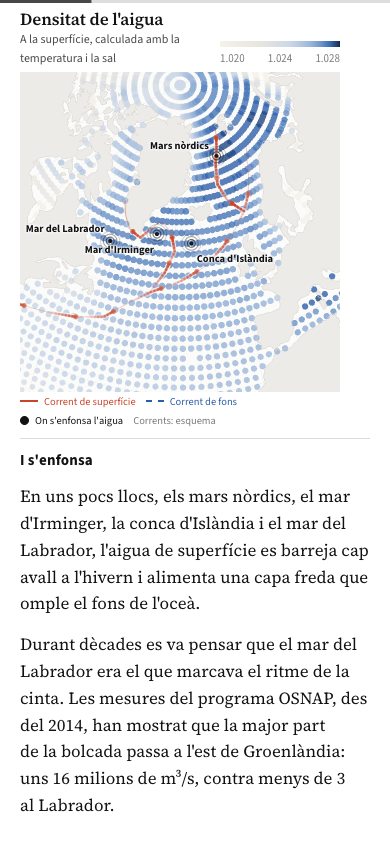 Densitat de l'aigua
A la superfície, calculada amb la
temperatura i la sal
1.020 1.024 1.028
Mars nòrdics
Mar del Labrador
Mar d'Irminger
Conca d'Islàndia
Corrent de superfície Corrent de fons
On s'enfonsa l'aigua Corrents: esquema
I s'enfonsa
En uns pocs llocs, els mars nòrdics, el mar
d'Irminger, la conca d'Islàndia i el mar del
Labrador, l'aigua de superfície es barreja cap
avall a l'hivern i alimenta una capa freda que
omple el fons de l'oceà.
Durant dècades es va pensar que el mar del
Labrador era el que marcava el ritme de la
cinta. Les mesures del programa OSNAP, des
del 2014, han mostrat que la major part
de la bolcada passa a l'est de Groenlàndia:
uns 16 milions de m³/s, contra menys de 3
al Labrador.